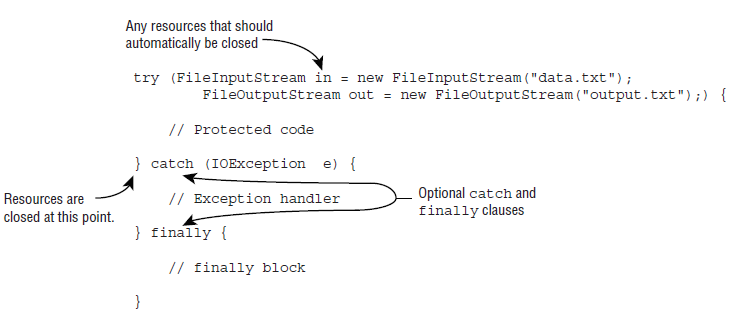 Any resources that should
automatically be closed
try (FileInputStream in = new FileInputStream("data.txt");
FileOutputStream out = new FileOutputStream("output.txt");) {
// Protected code
} catch (IOException e) {
Resources are
closed at this point.
// Exception handler
Optional catch and
finally clauses
} finally {
// finally block
}